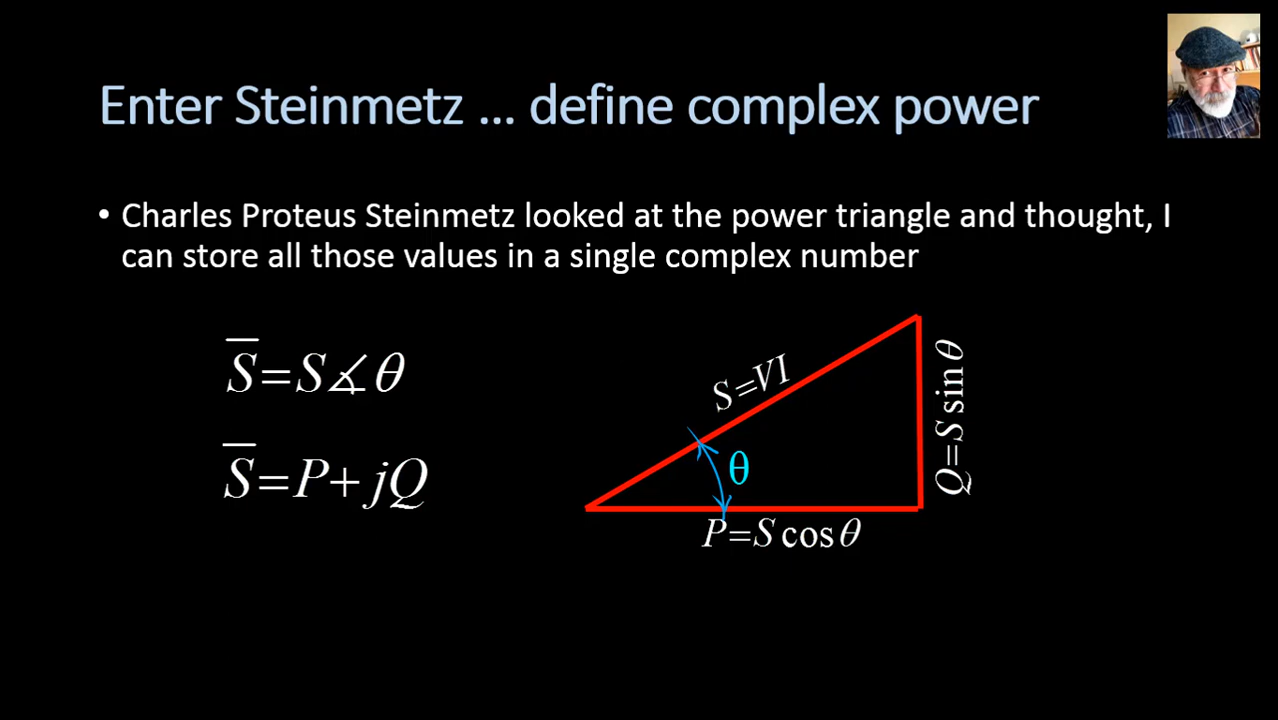 Enter Steinmetz ... define complex power
• Charles Proteus Steinmetz looked at the power triangle and thought, I
can store all those values in a single complex number
S̅=S∡θ
S̅=P+jQ
S=VI
θ
Q=S sinθ
P=S cosθ